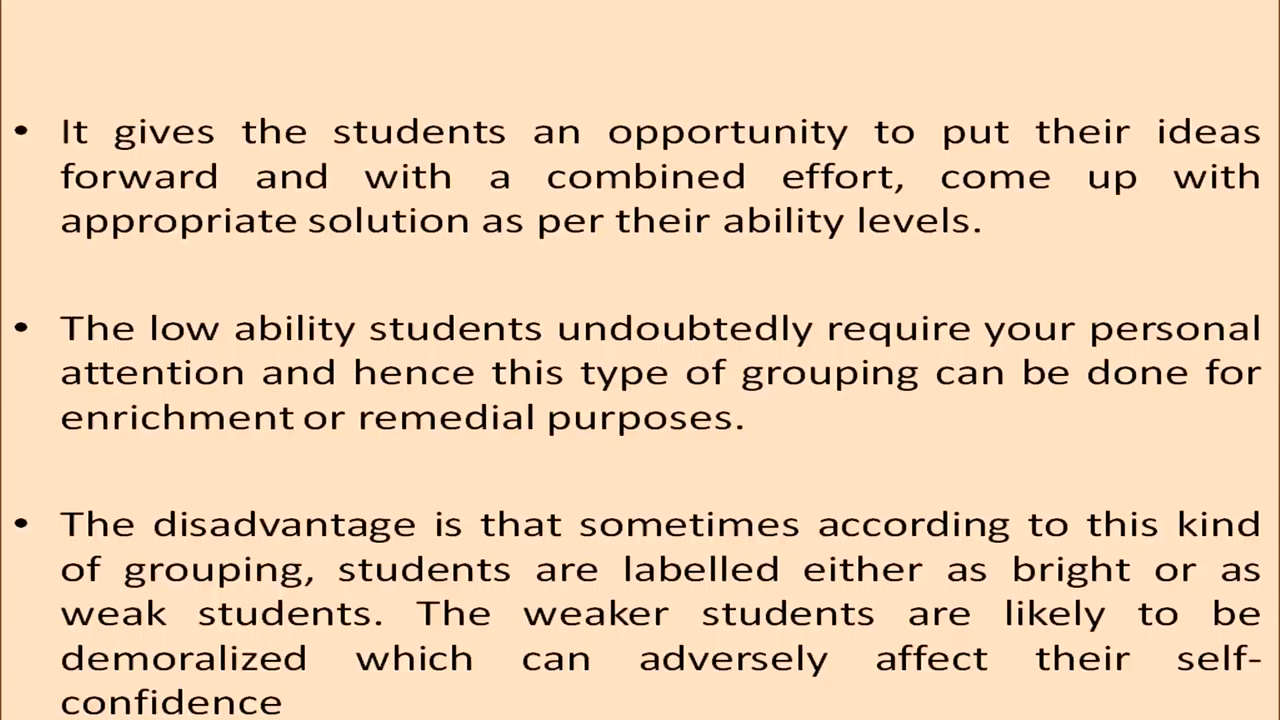 • It gives the students an opportunity to put their ideas
forward and with a combined effort, come up with
appropriate solution as per their ability levels.
• The low ability students undoubtedly require your personal
attention and hence this type of grouping can be done for
enrichment or remedial purposes.
• The disadvantage is that sometimes according to this kind
of grouping, students are labelled either as bright or as
weak students. The weaker students are likely to be
demoralized which can adversely affect their self-
confidence